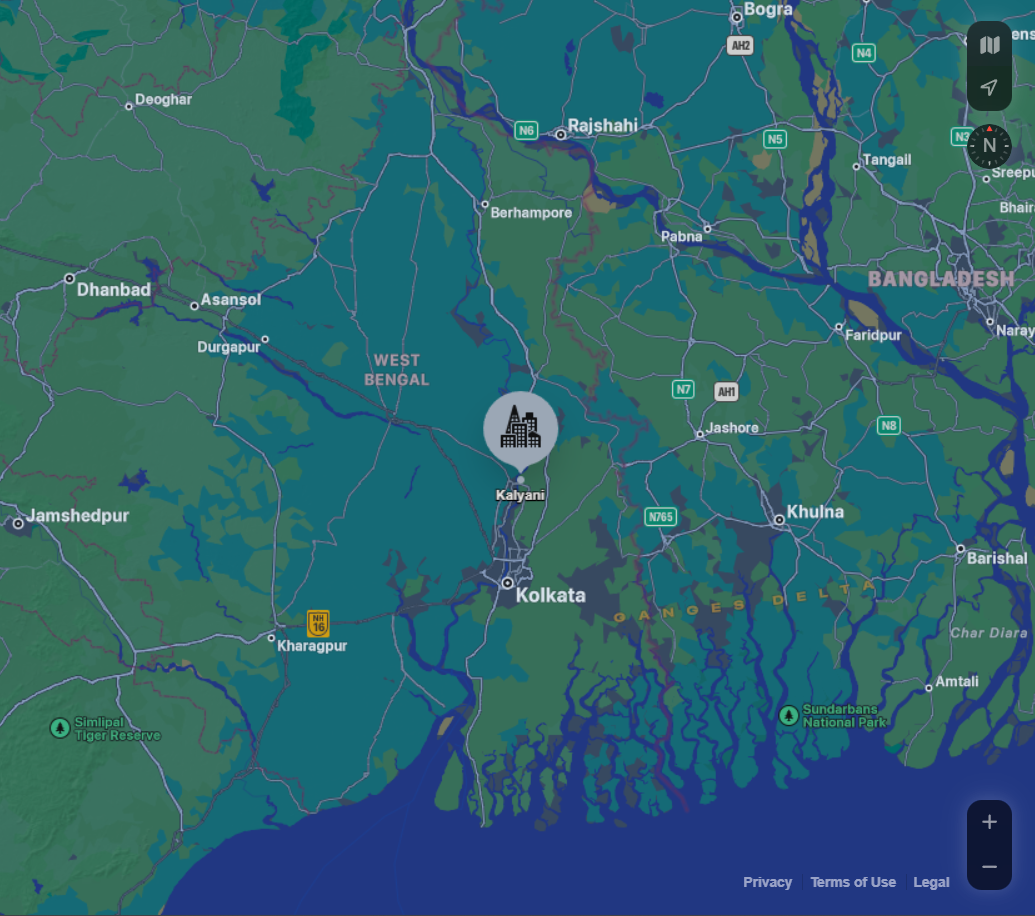 Bogra
AH2
N4
Deoghar
N6
Rajshahi
N5
N3
N
Tangail
Sreepu
Berhampore
Bhair
Pabna
BANGLADESH
Dhanbad
Asansol
Faridpur
Naray
Durgapur
WEST
BENGAL
N7
AH1
Jashore
N8
Kalyani
Jamshedpur
N765
Khulna
Barishal
Kolkata
GANGES DELTA
NH
16
Kharagpur
Char Diara
Amtali
Simlipal
Tiger Reserve
Sundarbans
National Park
+
−
Privacy
Terms of Use
Legal